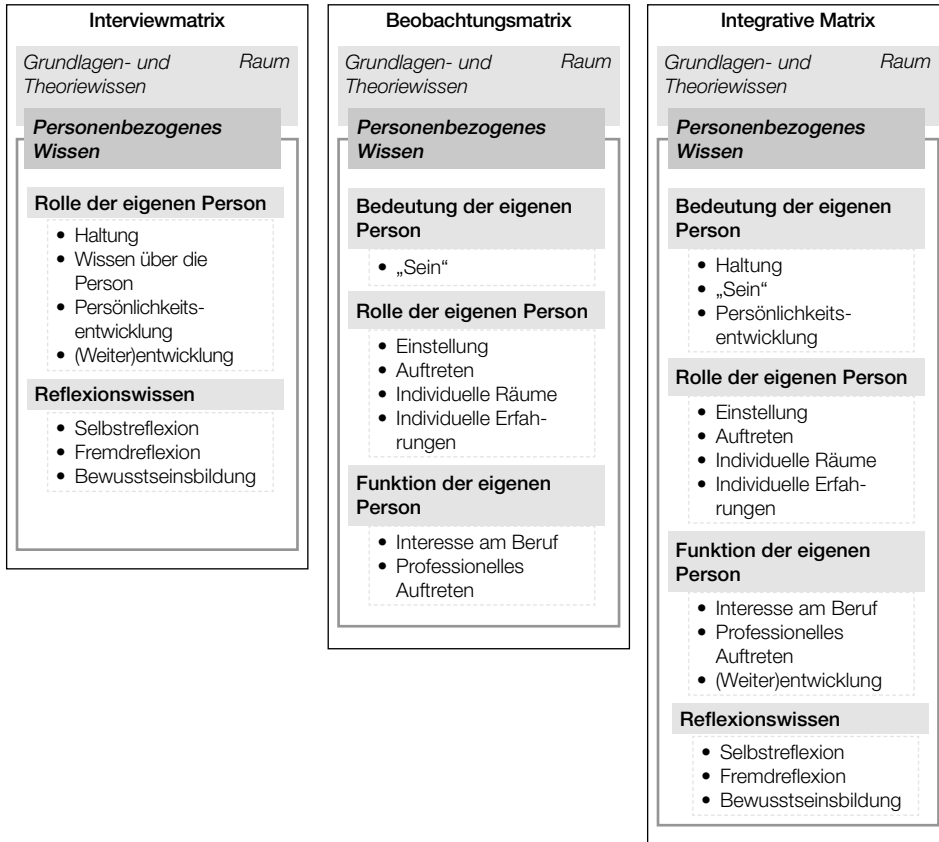 Interviewmatrix
Grundlagen- und Raum
Theoriewissen
Personenbezogenes
Wissen
Rolle der eigenen Person
• Haltung
• Wissen über die
Person
• Persönlichkeits-
entwicklung
• (Weiter)entwicklung
Reflexionswissen
• Selbstreflexion
• Fremdreflexion
• Bewusstseinsbildung
Beobachtungsmatrix
Grundlagen- und Raum
Theoriewissen
Personenbezogenes
Wissen
Bedeutung der eigenen
Person
• „Sein“
Rolle der eigenen Person
• Einstellung
• Auftreten
• Individuelle Räume
• Individuelle Erfah-
rungen
Funktion der eigenen
Person
• Interesse am Beruf
• Professionelles
Auftreten
Integrative Matrix
Grundlagen- und Raum
Theoriewissen
Personenbezogenes
Wissen
Bedeutung der eigenen
Person
• Haltung
• „Sein“
• Persönlichkeits-
entwicklung
Rolle der eigenen Person
• Einstellung
• Auftreten
• Individuelle Räume
• Individuelle Erfah-
rungen
Funktion der eigenen
Person
• Interesse am Beruf
• Professionelles
Auftreten
• (Weiter)entwicklung
Reflexionswissen
• Selbstreflexion
• Fremdreflexion
• Bewusstseinsbildung